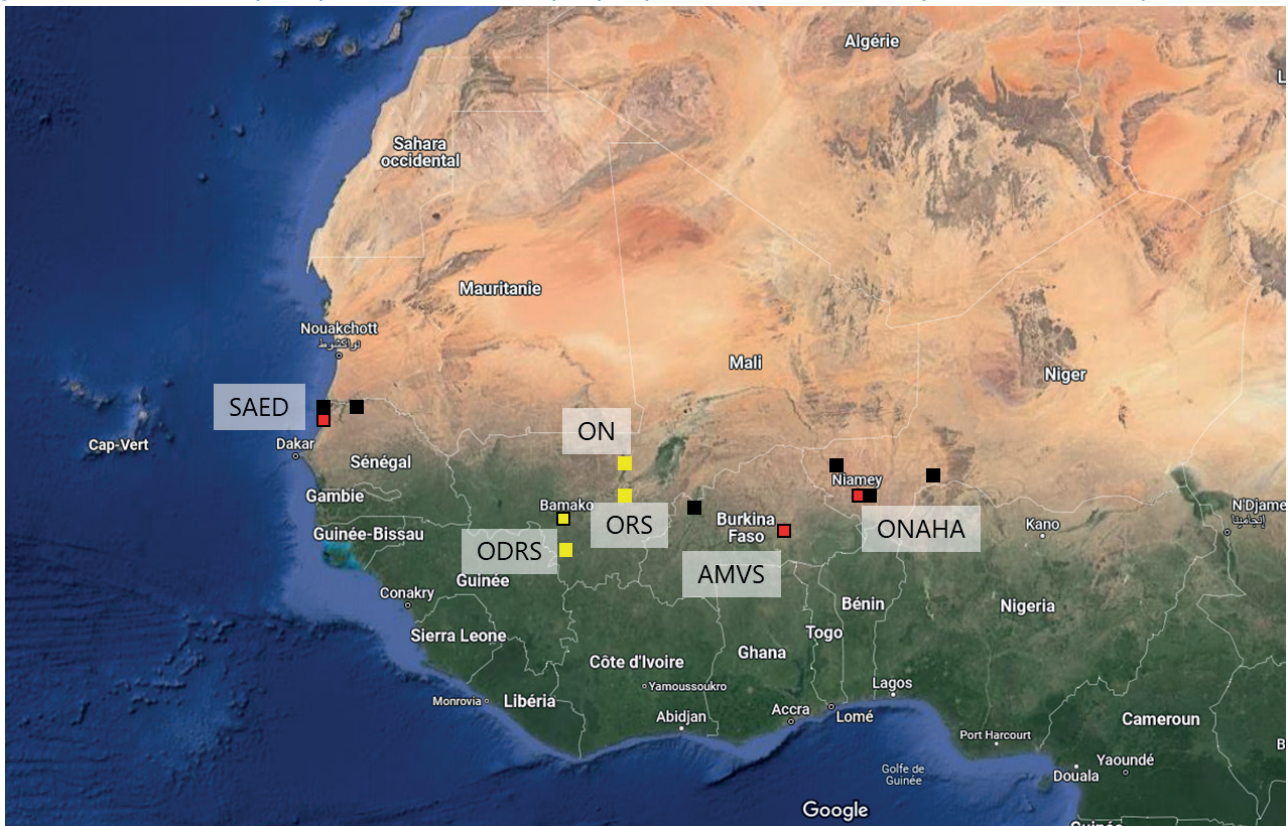 Algérie
Sahara
occidental
Mauritanie
Nouakchott
نواكشوط
Mali
Niger
SAED
Cap-Vert
Dakar
Sénégal
ON
Gambie
Bamako
Niamey
Guinée-Bissau
ORS
Burkina
Faso
ONAHA
Kano
N'Djame
إنجامينا
ODRS
AMVS
Guinée
Conakry
Bénin
Nigeria
Sierra Leone
Togo
Côte d'Ivoire
Ghana
Yamoussoukro
Monrovia
Libéria
Lagos
Abidjan
Accra
Lomé
Port Harcourt
Cameroun
Golfe de
Guinée
Yaoundé
Douala
Google